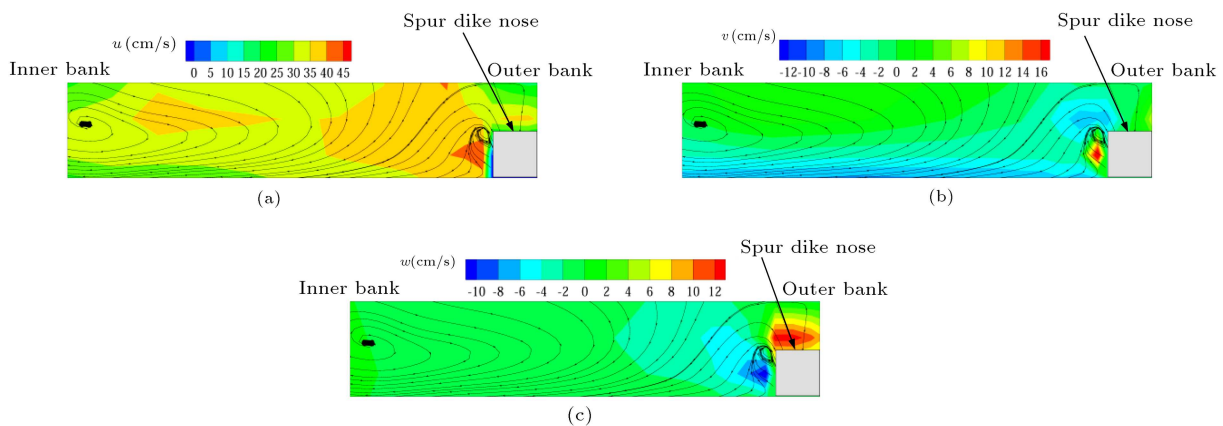 Spur dike nose
u (cm/s)
0 5 10 15 20 25 30 35 40 45
Inner bank
Outer bank
(a)
Spur dike nose
v (cm/s)
-12 -10 -8 -6 -4 -2 0 2 4 6 8 10 12 14 16
Inner bank
Outer bank
(b)
Spur dike nose
w (cm/s)
-10 -8 -6 -4 -2 0 2 4 6 8 10 12
Inner bank
Outer bank
(c)